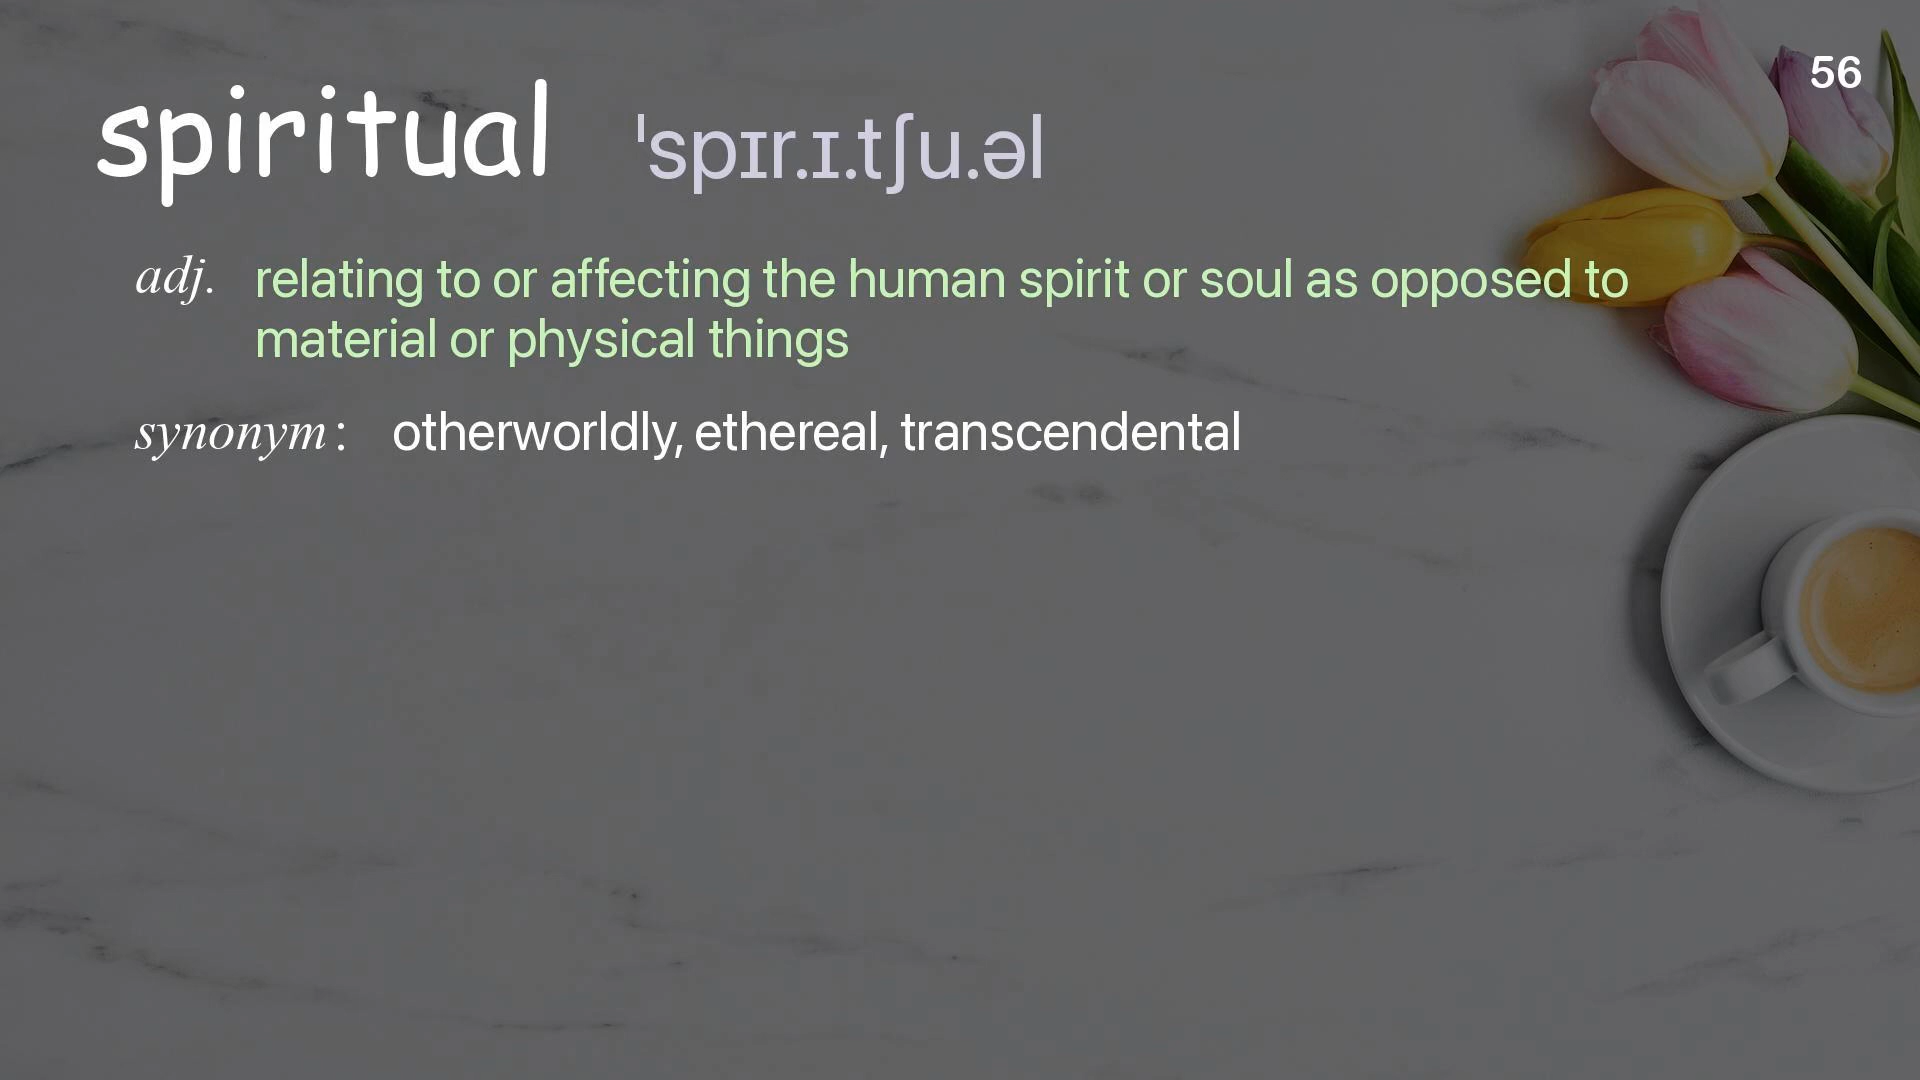 56
spiritual ˈspɪr.ɪ.tʃu.əl
adj. relating to or affecting the human spirit or soul as opposed to
material or physical things
synonym: otherworldly, ethereal, transcendental